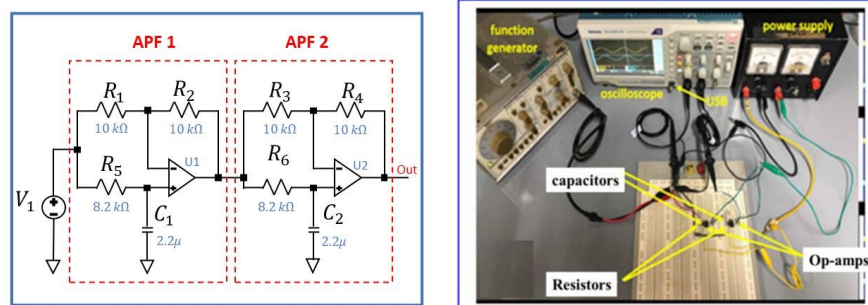 APF 1
APF 2
R₁
R₂
R₃
R₄
10 kΩ
10 kΩ
10 kΩ
10 kΩ
U1
U2
Out
R₅
R₆
8.2 kΩ
8.2 kΩ
V₁
C₁
C₂
2.2μ
2.2μ
function
generator
power supply
oscilloscope
USB
capacitors
Op-amps
Resistors